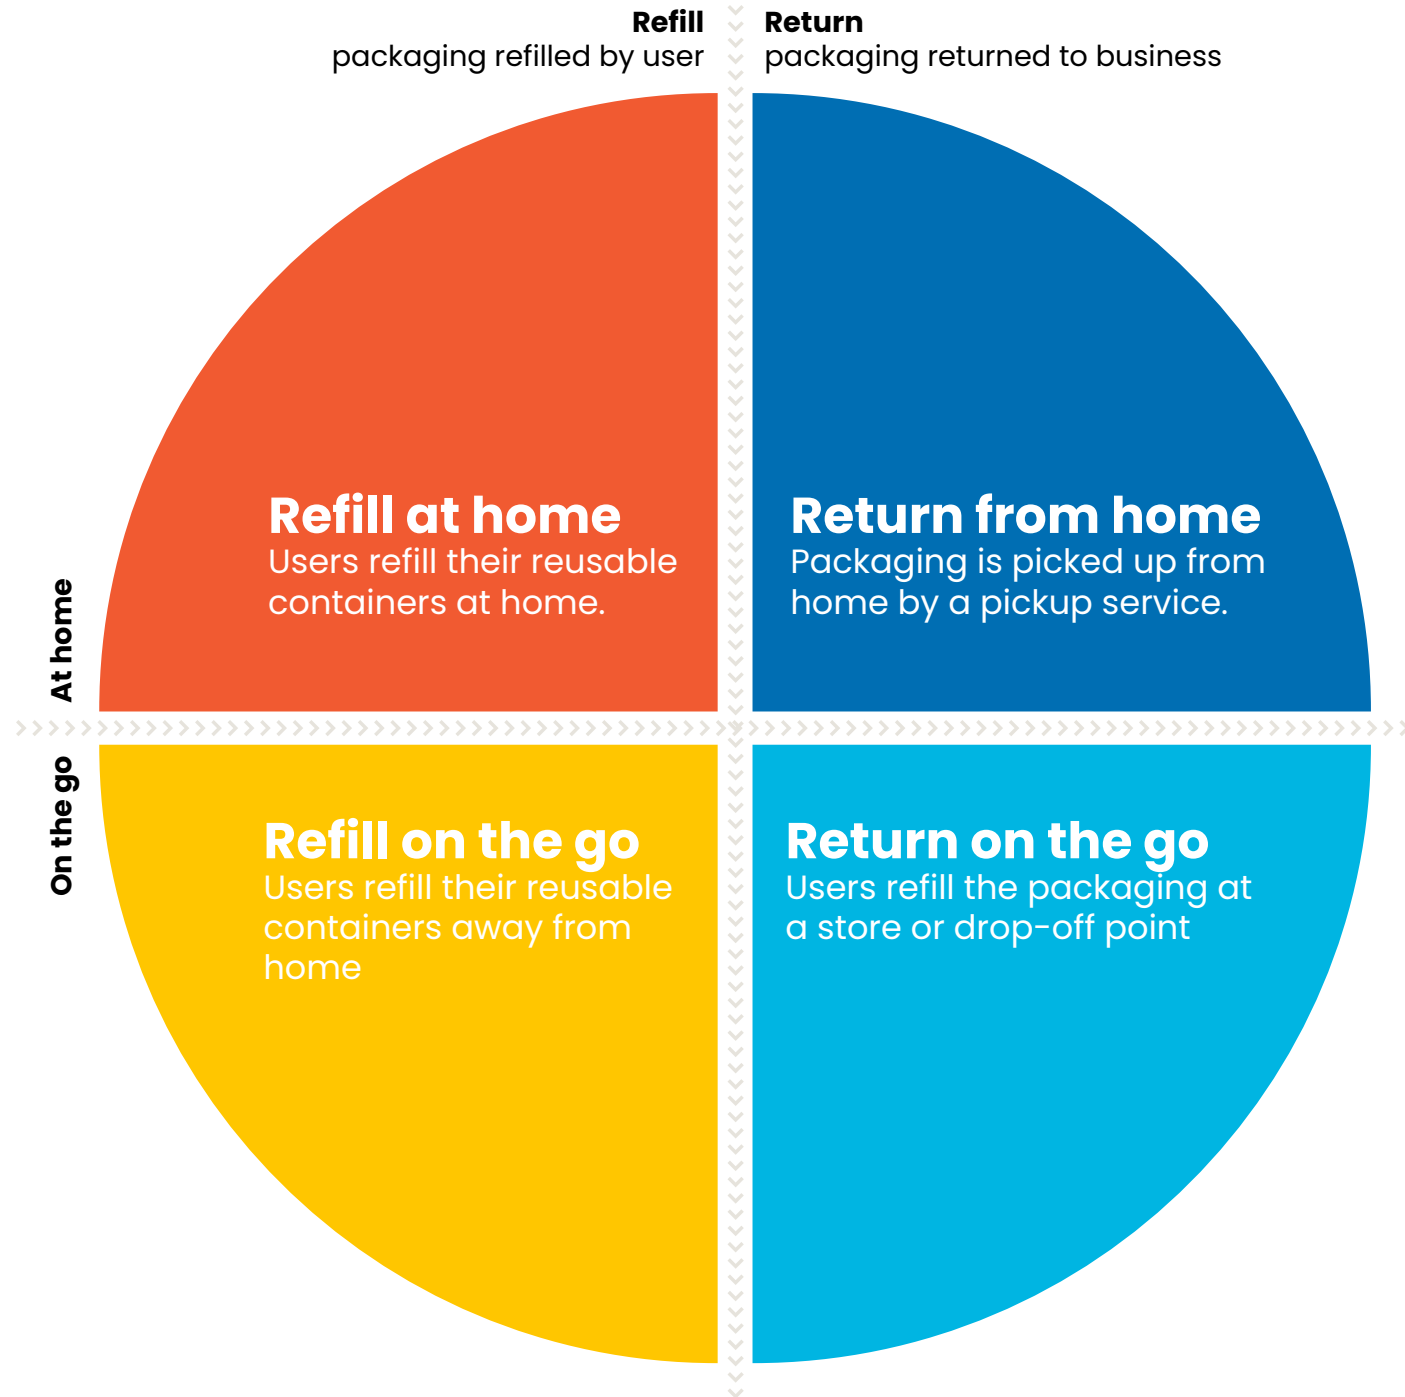 Refill
packaging refilled by user
Return
packaging returned to business
At home
Refill at home
Users refill their reusable
containers at home.
Return from home
Packaging is picked up from
home by a pickup service.
On the go
Refill on the go
Users refill their reusable
containers away from
home
Return on the go
Users refill the packaging at
a store or drop-off point